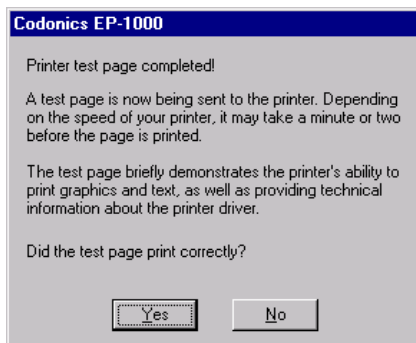 Codonics EP-1000
Printer test page completed!
A test page is now being sent to the printer. Depending
on the speed of your printer, it may take a minute or two
before the page is printed.
The test page briefly demonstrates the printer's ability to
print graphics and text, as well as providing technical
information about the printer driver.
Did the test page print correctly?
Yes No